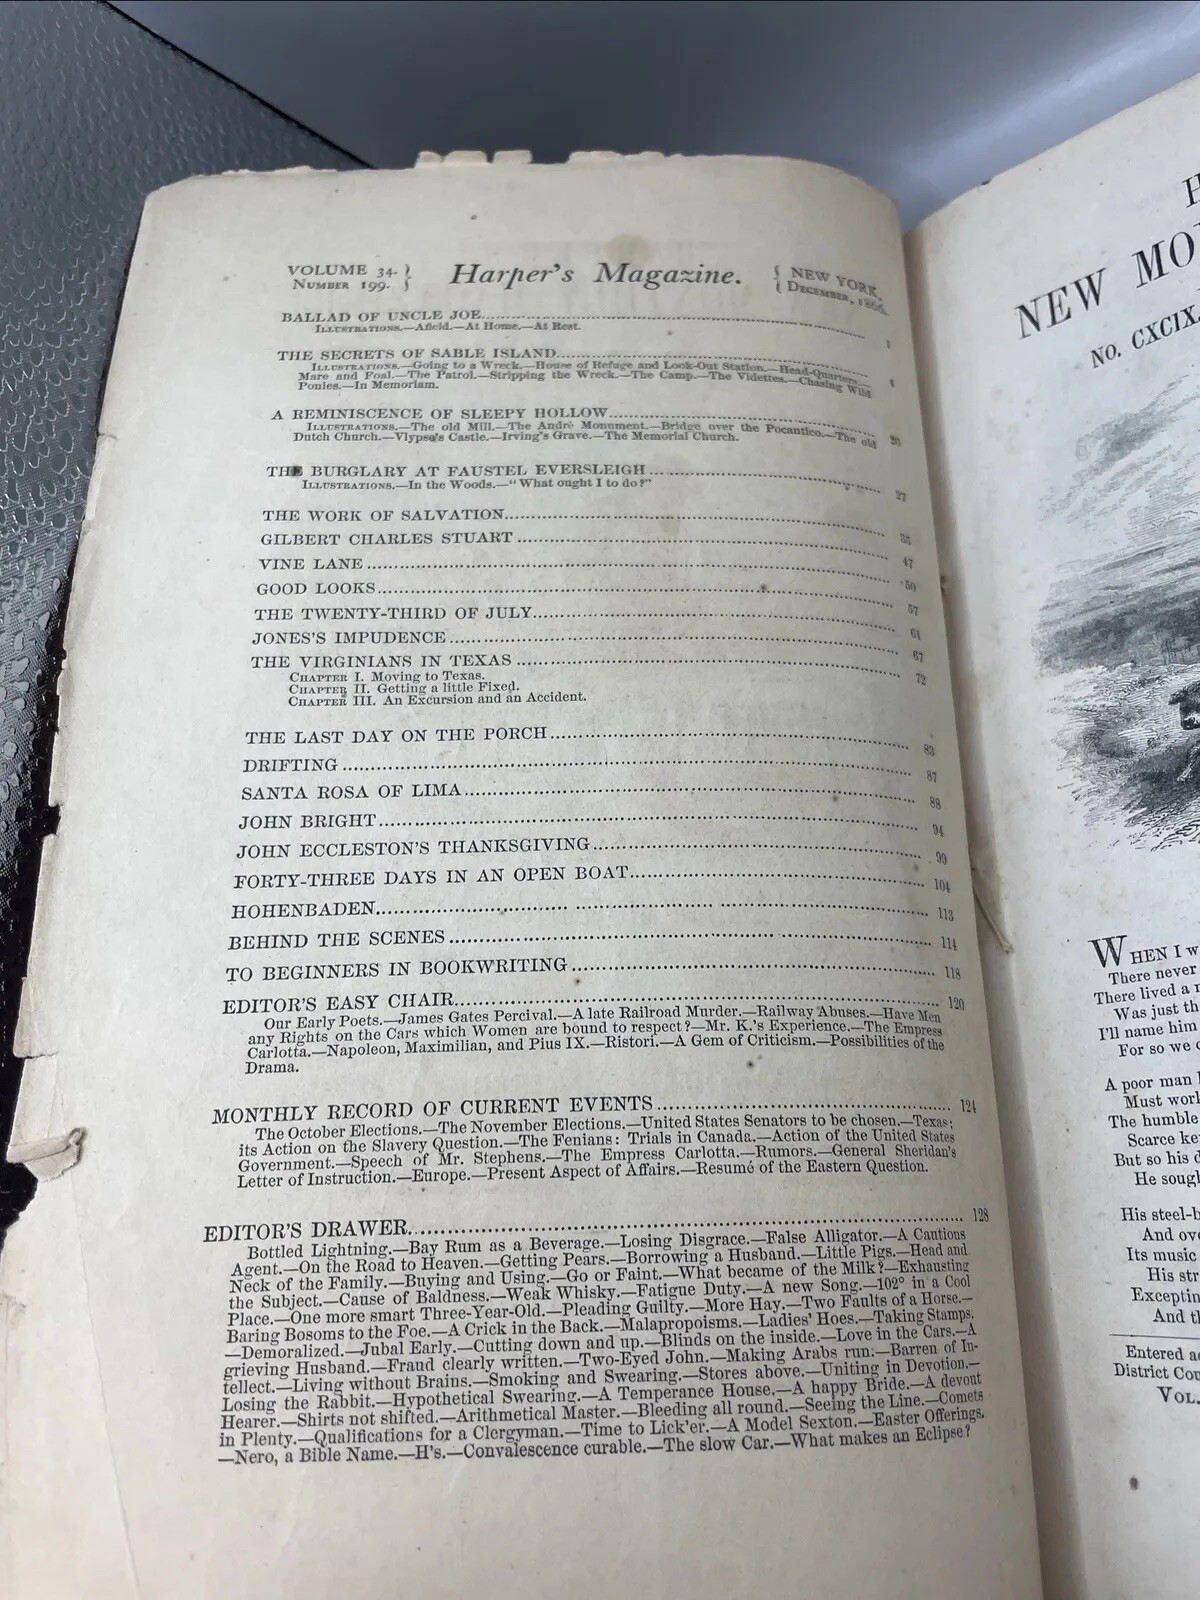 VOLUME 34. } Harper's Magazine. { NEW YORK,
NUMBER 199. } { DECEMBER, 1866.
BALLAD OF UNCLE JOE 1
ILLUSTRATIONS.—Afield.—At Home.—At Rest.
THE SECRETS OF SABLE ISLAND
ILLUSTRATIONS.—Going to a Wreck.—House of Refuge and Look-Out Station.—Head-Quarters.
Mare and Foal.—The Patrol.—Stripping the Wreck.—The Camp.—The Videttes.—Chasing Wild
Ponies.—In Memoriam.
A REMINISCENCE OF SLEEPY HOLLOW 20
ILLUSTRATIONS.—The old Mill.—The André Monument.—Bridge over the Pocantico.—The old
Dutch Church.—Vlypse's Castle.—Irving's Grave.—The Memorial Church.
THE BURGLARY AT FAUSTEL EVERSLEIGH 27
ILLUSTRATIONS.—In the Woods.—"What ought I to do?"
THE WORK OF SALVATION 35
GILBERT CHARLES STUART 47
VINE LANE 50
GOOD LOOKS 57
THE TWENTY-THIRD OF JULY 61
JONES'S IMPUDENCE 67
THE VIRGINIANS IN TEXAS 72
CHAPTER I. Moving to Texas.
CHAPTER II. Getting a little Fixed.
CHAPTER III. An Excursion and an Accident.
THE LAST DAY ON THE PORCH 83
DRIFTING 87
SANTA ROSA OF LIMA 88
JOHN BRIGHT 94
JOHN ECCLESTON'S THANKSGIVING 99
FORTY-THREE DAYS IN AN OPEN BOAT 104
HOHENBADEN 113
BEHIND THE SCENES 114
TO BEGINNERS IN BOOKWRITING 118
EDITOR'S EASY CHAIR 120
Our Early Poets.—James Gates Percival.—A late Railroad Murder.—Railway Abuses.—Have Men
any Rights on the Cars which Women are bound to respect?—Mr. K.'s Experience.—The Empress
Carlotta.—Napoleon, Maximilian, and Pius IX.—Ristori.—A Gem of Criticism.—Possibilities of the
Drama.
MONTHLY RECORD OF CURRENT EVENTS 124
The October Elections.—The November Elections.—United States Senators to be chosen.—Texas;
its Action on the Slavery Question.—The Fenians: Trials in Canada.—Action of the United States
Government.—Speech of Mr. Stephens.—The Empress Carlotta.—Rumors.—General Sheridan's
Letter of Instruction.—Europe.—Present Aspect of Affairs.—Resumé of the Eastern Question.
EDITOR'S DRAWER 128
Bottled Lightning.—Bay Rum as a Beverage.—Losing Disgrace.—False Alligator.—A Cautious
Agent.—On the Road to Heaven.—Getting Pears.—Borrowing a Husband.—Little Pigs.—Head and
Neck of the Family.—Buying and Using.—Go or Faint.—What became of the Milk?—Exhausting
the Subject.—Cause of Baldness.—Weak Whisky.—Fatigue Duty.—A new Song.—102° in a Cool
Place.—One more smart Three-Year-Old.—Pleading Guilty.—More Hay.—Two Faults of a Horse.—
Baring Bosoms to the Foe.—A Crick in the Back.—Malapropoisms.—Ladies' Hoes.—Taking Stamps.
—Demoralized.—Jubal Early.—Cutting down and up.—Blinds on the inside.—Love in the Cars.—A
grieving Husband.—Fraud clearly written.—Two-Eyed John.—Making Arabs run.—Barren of In-
tellect.—Living without Brains.—Smoking and Swearing.—Stores above.—Uniting in Devotion.—
Losing the Rabbit.—Hypothetical Swearing.—A Temperance House.—A happy Bride.—A devout
Hearer.—Shirts not shifted.—Arithmetical Master.—Bleeding all round.—Seeing the Line.—Comets
in Plenty.—Qualifications for a Clergyman.—Time to Lick'er.—A Model Sexton.—Easter Offerings.
—Nero, a Bible Name.—H's.—Convalescence curable.—The slow Car.—What makes an Eclipse?
H
NEW MO
NO. CXCIX.
WHEN I w
There never
There lived a
Was just th
I'll name him
For so we
A poor man
Must work
The humble
Scarce ke
But so his
He sough
His steel-b
And ov
Its music
His str
Exceptin
And th
Entered a
District Cou
VOL.